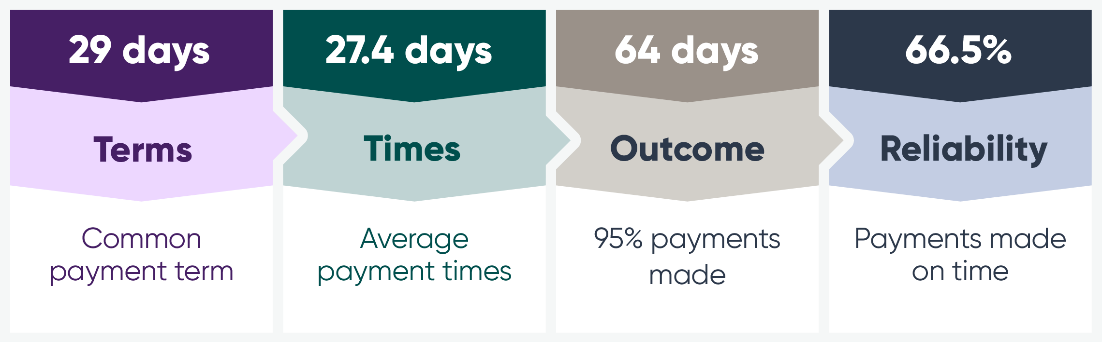 29 days
Terms
Common
payment term
27.4 days
Times
Average
payment times
64 days
Outcome
95% payments
made
66.5%
Reliability
Payments made
on time